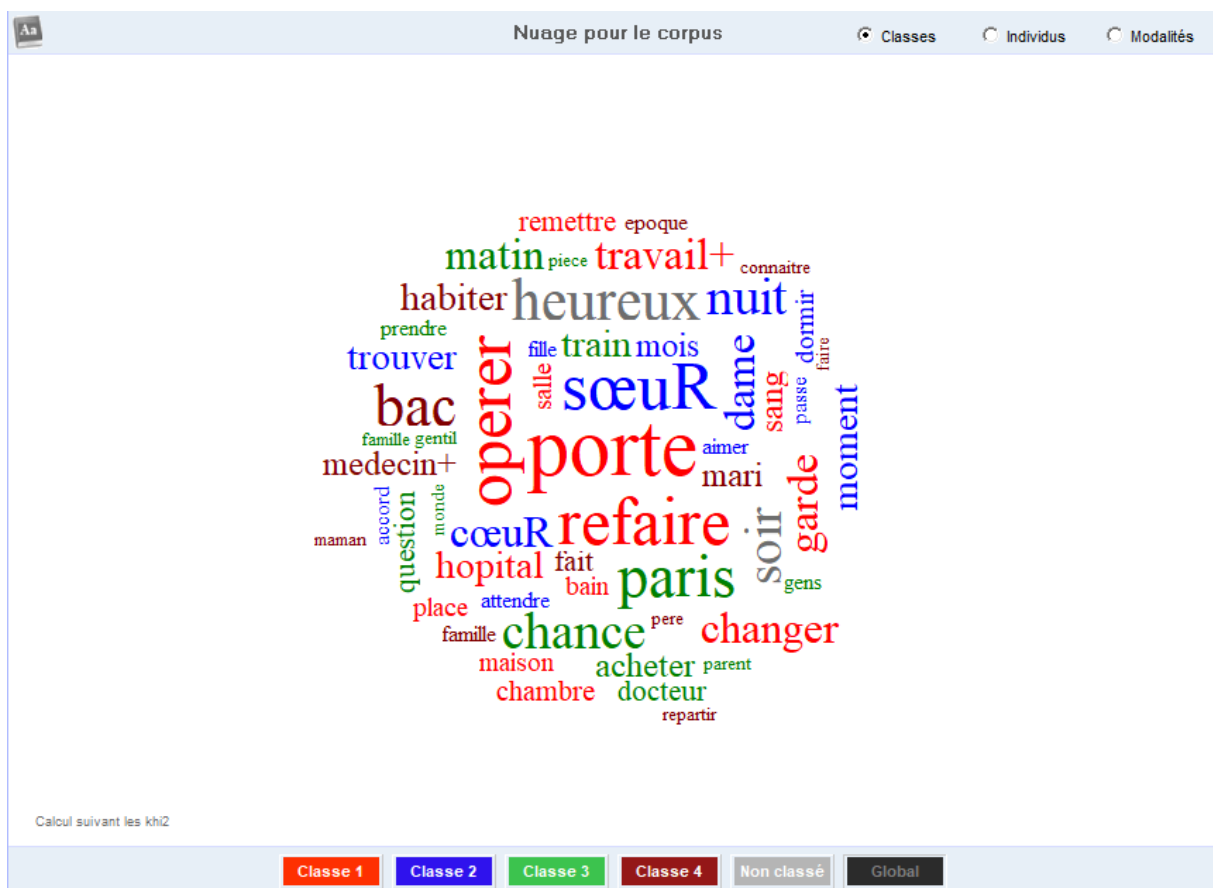 Aa
Nuage pour le corpus
Classes
Individus
Modalités
remettre epoque
matin piece travail+ connaitre
habiter heureux nuit dormir
prendre
faire
trouver
operer
fille train mois
dame
salle
sœuR
sang
passe
bac
moment
famille gentil
porte
aimer
medecin+
mari
garde
accord
question
monde
maman
cœuR refaire
soir
hopital fait
bain
paris
gens
place attendre
famille chance pere changer
maison
acheter parent
chambre docteur
repartir
Calcul suivant les khi2
Classe 1
Classe 2
Classe 3
Classe 4
Non classé
Global